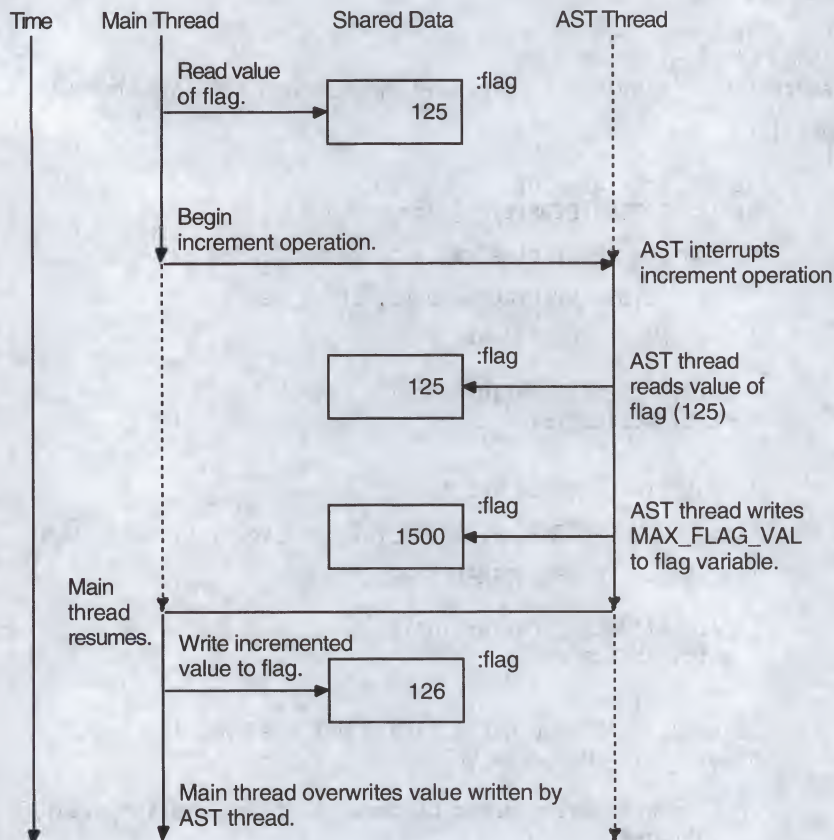 Time Main Thread Shared Data AST Thread
Read value
of flag.
:flag
125
Begin
increment operation.
AST interrupts
increment operation
:flag
125
AST thread
reads value of
flag (125)
:flag
1500
AST thread writes
MAX_FLAG_VAL
to flag variable.
Main
thread
resumes.
Write incremented
value to flag.
:flag
126
Main thread overwrites value written by
AST thread.